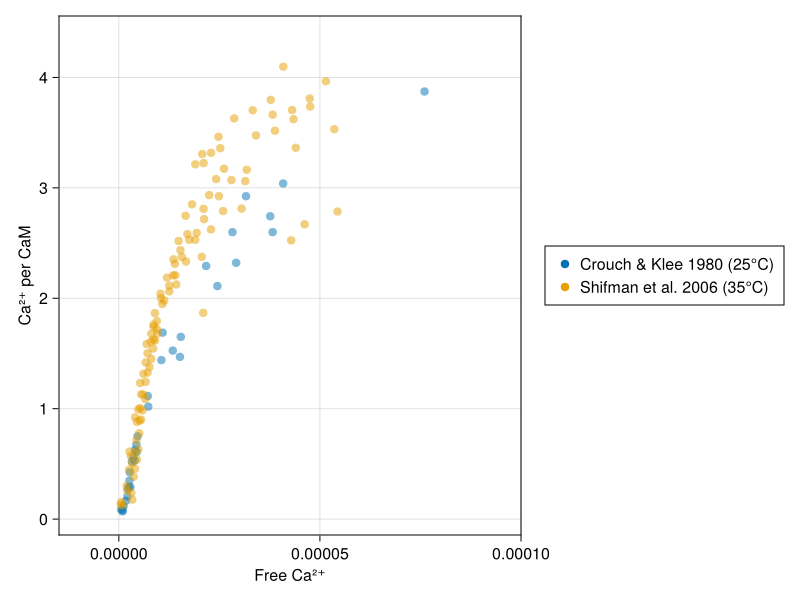 4
3
2
1
0
Ca²⁺ per CaM
0.00000
0.00005
0.00010
Free Ca²⁺
Crouch & Klee 1980 (25°C)
Shifman et al. 2006 (35°C)